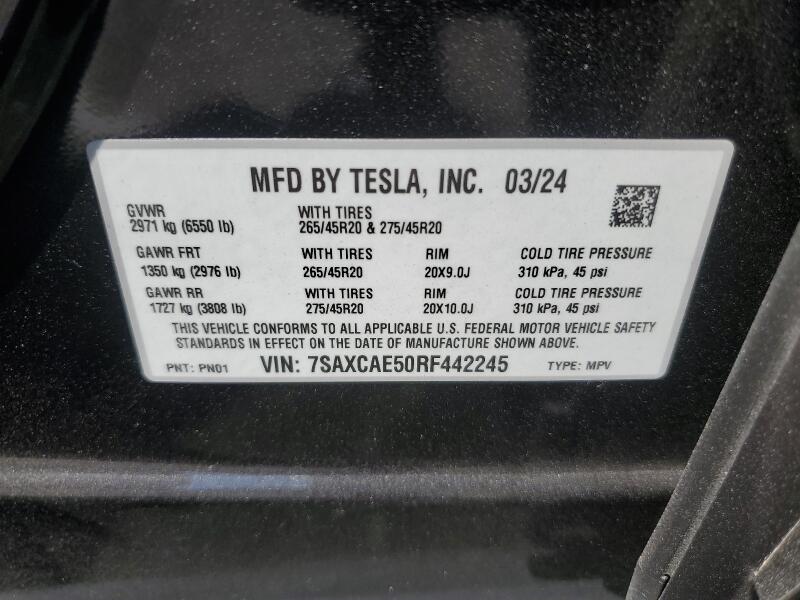 MFD BY TESLA, INC. 03/24
GVWR WITH TIRES
2971 kg (6550 lb) 265/45R20 & 275/45R20
GAWR FRT WITH TIRES RIM COLD TIRE PRESSURE
1350 kg (2976 lb) 265/45R20 20X9.0J 310 kPa, 45 psi
GAWR RR WITH TIRES RIM COLD TIRE PRESSURE
1727 kg (3808 lb) 275/45R20 20X10.0J 310 kPa, 45 psi
THIS VEHICLE CONFORMS TO ALL APPLICABLE U.S. FEDERAL MOTOR VEHICLE SAFETY
STANDARDS IN EFFECT ON THE DATE OF MANUFACTURE SHOWN ABOVE.
PNT: PN01 VIN: 7SAXCAE50RF442245 TYPE: MPV